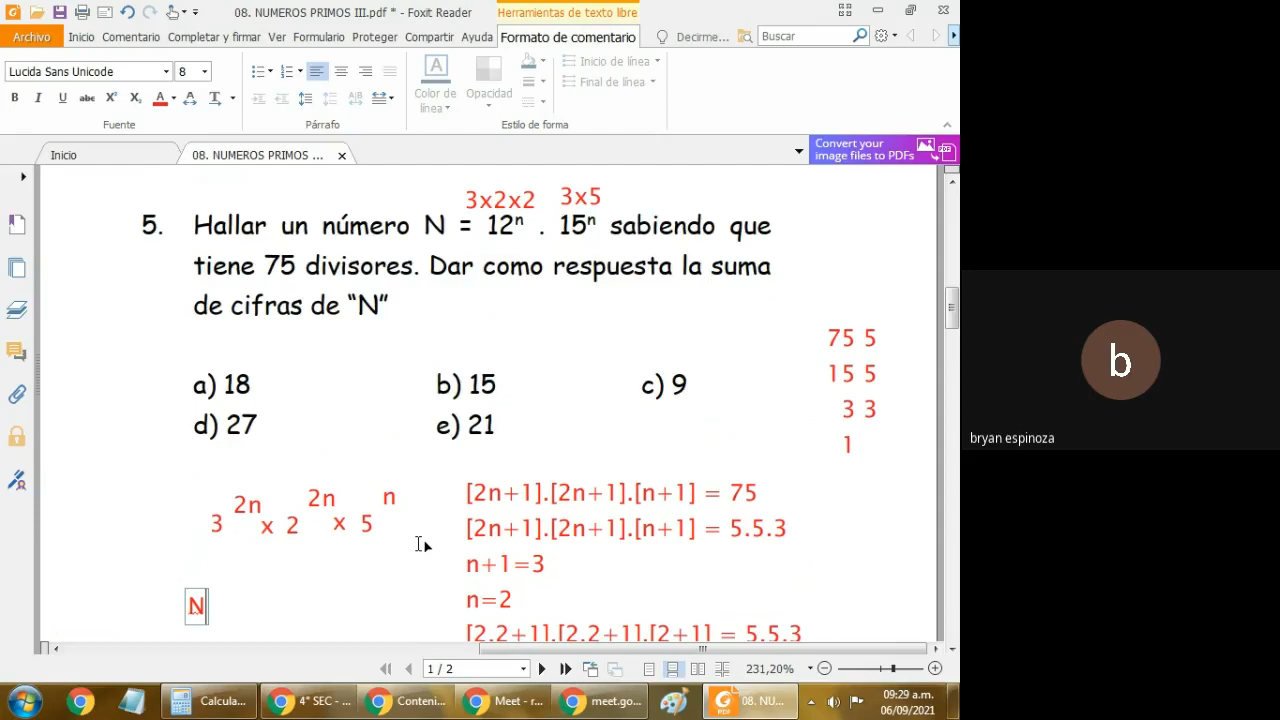 08. NUMEROS PRIMOS III.pdf * - Foxit Reader
Herramientas de texto libre
Archivo Inicio Comentario Completar y firmar Ver Formulario Proteger Compartir Ayuda Formato de comentario Decirme... Buscar
Lucida Sans Unicode 8
Color de línea Opacidad Inicio de línea
Final de línea
Fuente Párrafo Estilo de forma
Inicio 08. NUMEROS PRIMOS ...
Convert your image files to PDFs
3x2x2 3x5
5. Hallar un número N = 12ⁿ . 15ⁿ sabiendo que
tiene 75 divisores. Dar como respuesta la suma
de cifras de “N”
75 5
15 5
3 3
1
a) 18 b) 15 c) 9
d) 27 e) 21
3 2n x 2 2n x 5 n
[2n+1].[2n+1].[n+1] = 75
[2n+1].[2n+1].[n+1] = 5.5.3
n+1=3
n=2
[2.2+1].[2.2+1].[2+1] = 5.5.3
N
1 / 2
231,20%
Calcula... 4° SEC - ... Conteni... Meet - r... meet.go... 08. NU...
09:29 a.m.
06/09/2021
b
bryan espinoza